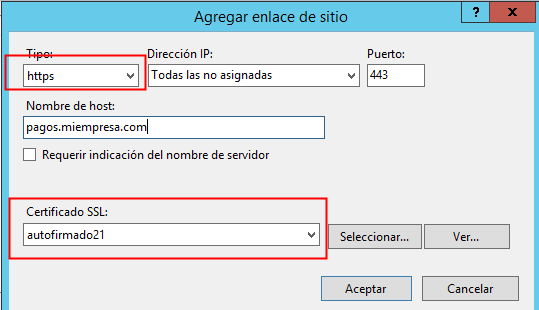 Agregar enlace de sitio
? X
Tipo: Dirección IP: Puerto:
https Todas las no asignadas 443
Nombre de host:
pagos.miempresa.com
Requerir indicación del nombre de servidor
Certificado SSL:
autofirmado21 Seleccionar... Ver...
Aceptar Cancelar